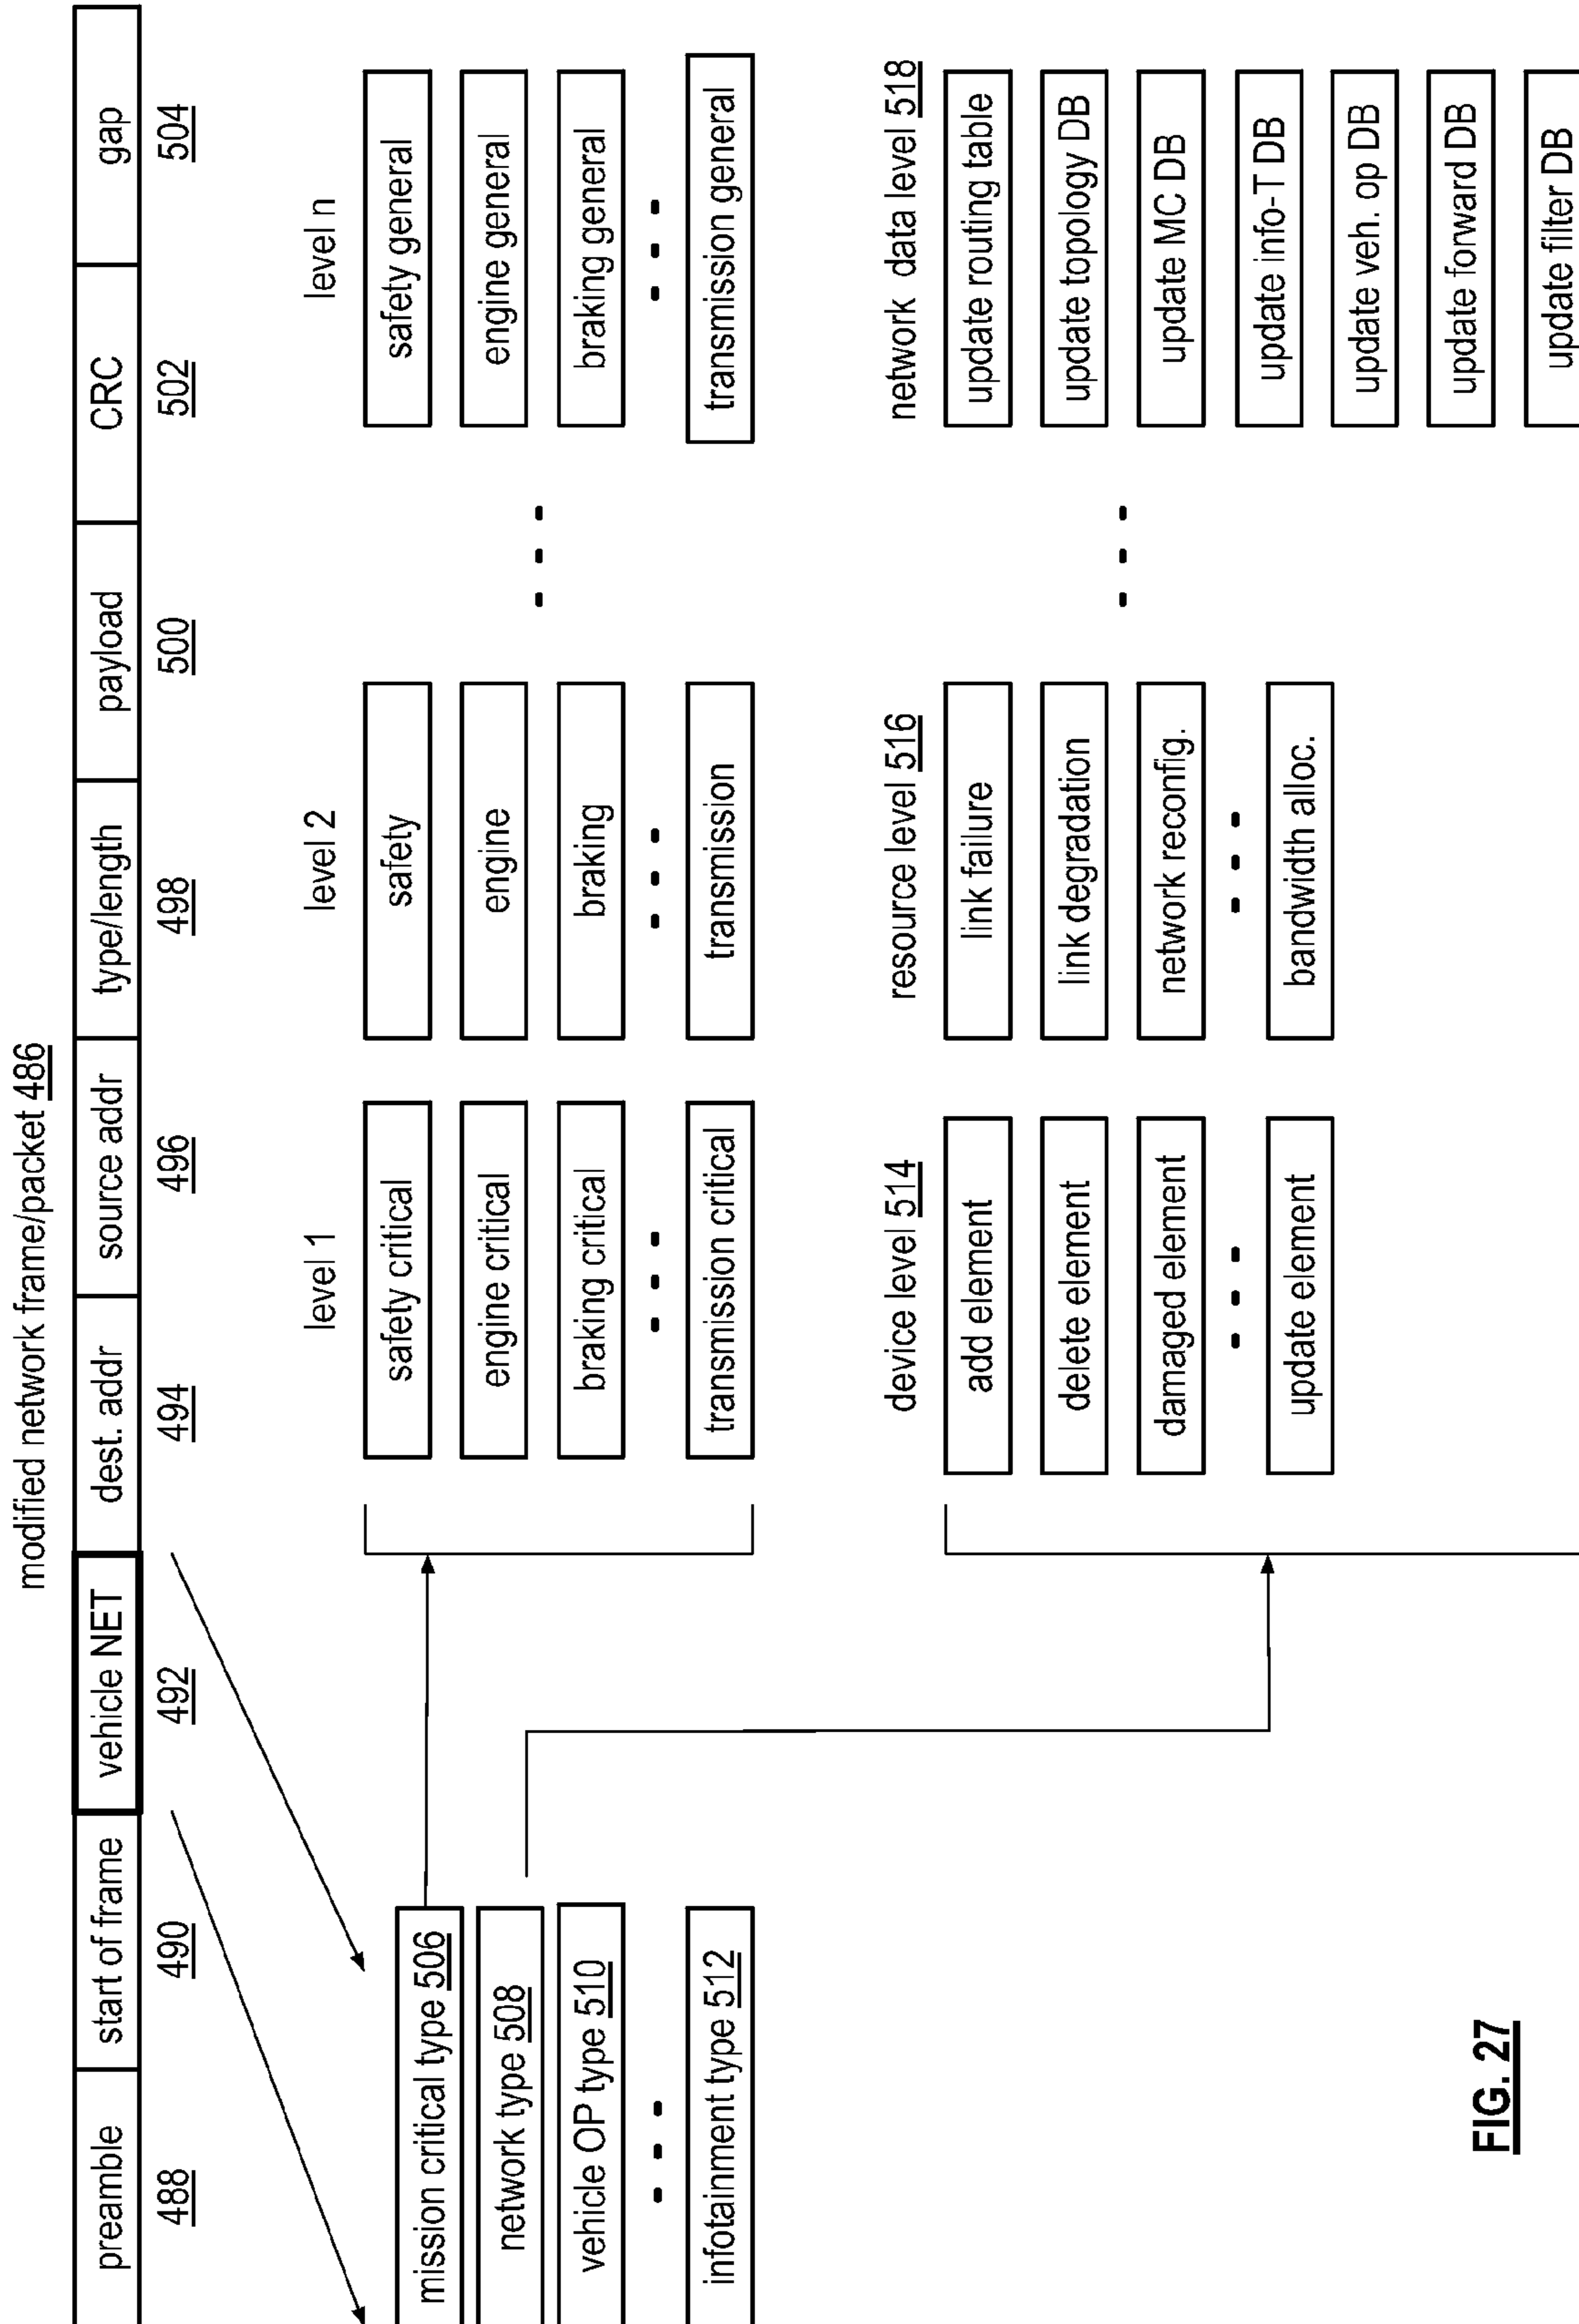 modified network frame/packet 486
preamble start of frame vehicle NET dest. addr source addr type/length payload CRC gap
488 490 492 494 496 498 500 502 504
mission critical type 506
network type 508
vehicle OP type 510
infotainment type 512
level 1 level 2 level n
safety critical safety safety general
engine critical engine engine general
braking critical braking braking general
transmission critical transmission transmission general
device level 514 resource level 516 network data level 518
add element link failure update routing table
delete element link degradation update topology DB
damaged element network reconfig. update MC DB
update info-T DB
update element bandwidth alloc. update veh. op DB
update forward DB
update filter DB
FIG. 27